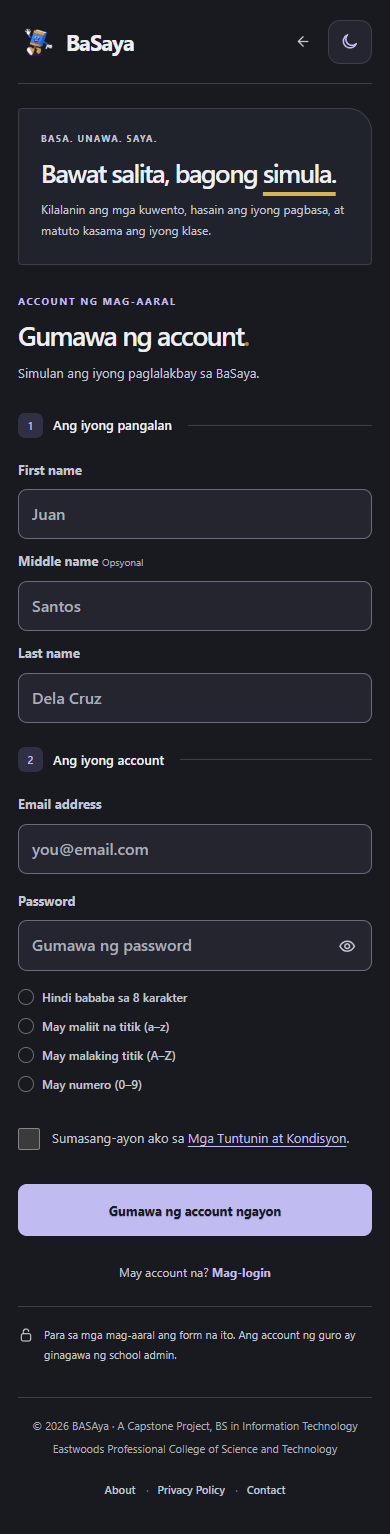 BaSaya
BASA. UNAWA. SAYA.
Bawat salita, bagong simula.
Kilalanin ang mga kuwento, hasain ang iyong pagbasa, at
matuto kasama ang iyong klase.
ACCOUNT NG MAG-AARAL
Gumawa ng account.
Simulan ang iyong paglalakbay sa BaSaya.
1 Ang iyong pangalan
First name
Juan
Middle name Opsyonal
Santos
Last name
Dela Cruz
2 Ang iyong account
Email address
you@email.com
Password
Gumawa ng password
Hindi bababa sa 8 karakter
May maliit na titik (a–z)
May malaking titik (A–Z)
May numero (0–9)
Sumasang-ayon ako sa Mga Tuntunin at Kondisyon.
Gumawa ng account ngayon
May account na? Mag-login
Para sa mga mag-aaral ang form na ito. Ang account ng guro ay
ginagawa ng school admin.
© 2026 BASAya · A Capstone Project, BS in Information Technology
Eastwoods Professional College of Science and Technology
About · Privacy Policy · Contact